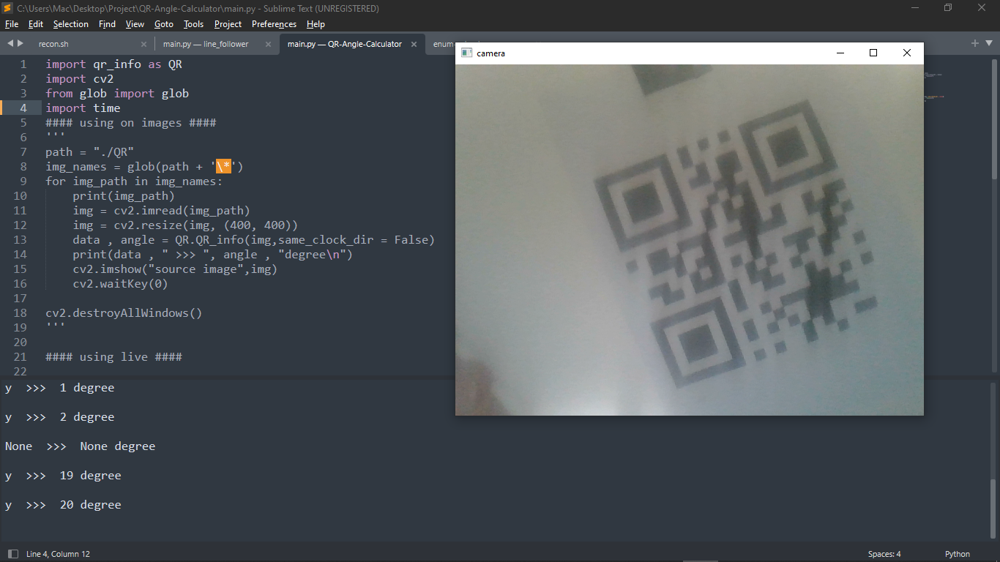 C:\Users\Mac\Desktop\Project\QR-Angle-Calculator\main.py - Sublime Text (UNREGISTERED)
File Edit Selection Find View Goto Tools Project Preferences Help
recon.sh × main.py — line_follower × main.py — QR-Angle-Calculator × enum-
camera
1 import qr_info as QR
2 import cv2
3 from glob import glob
4 import time
5 #### using on images ####
6 '''
7 path = "./QR"
8 img_names = glob(path + '\*')
9 for img_path in img_names:
10 print(img_path)
11 img = cv2.imread(img_path)
12 img = cv2.resize(img, (400, 400))
13 data , angle = QR.QR_info(img,same_clock_dir = False)
14 print(data , " >>> ", angle , "degree\n")
15 cv2.imshow("source image",img)
16 cv2.waitKey(0)
17
18 cv2.destroyAllWindows()
19 '''
20
21 #### using live ####
22
y >>> 1 degree
y >>> 2 degree
None >>> None degree
y >>> 19 degree
y >>> 20 degree
Line 4, Column 12 Spaces: 4 Python